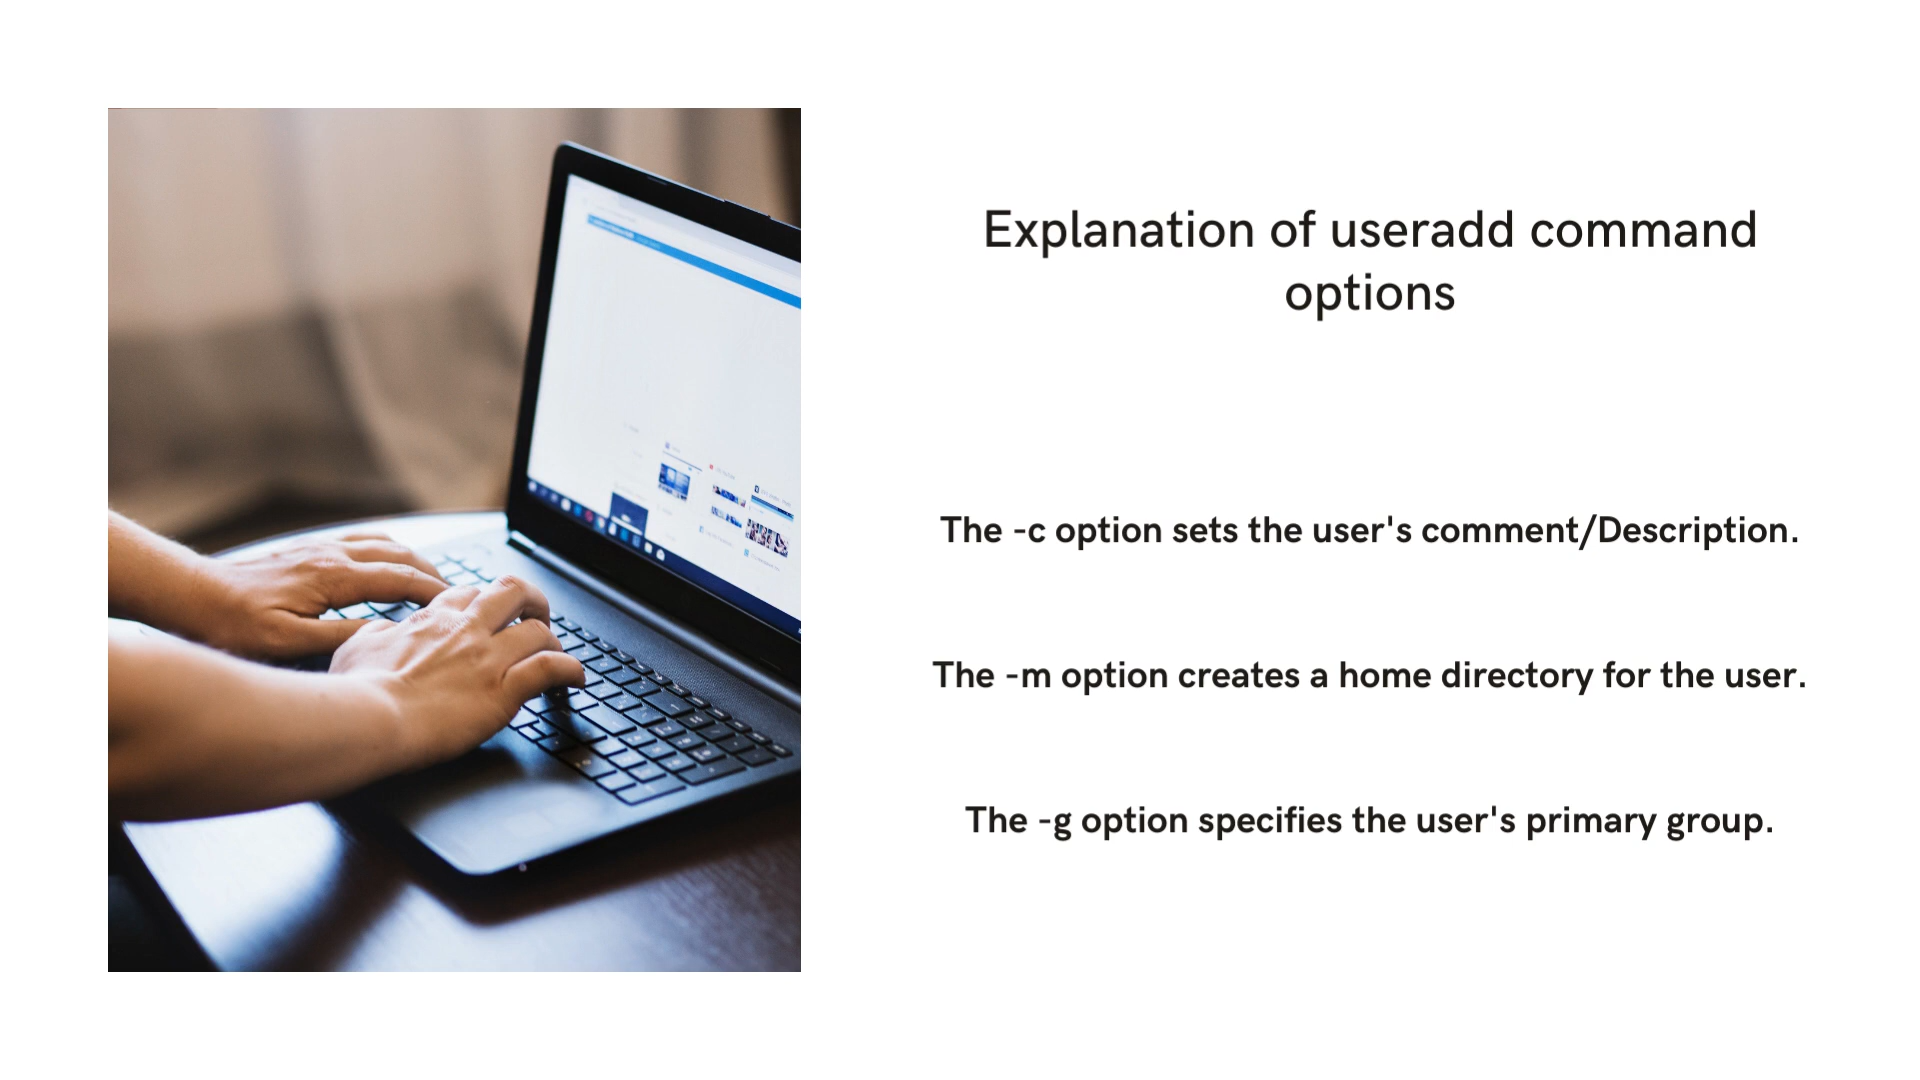 Explanation of useradd command
options
The -c option sets the user's comment/Description.
The -m option creates a home directory for the user.
The -g option specifies the user's primary group.